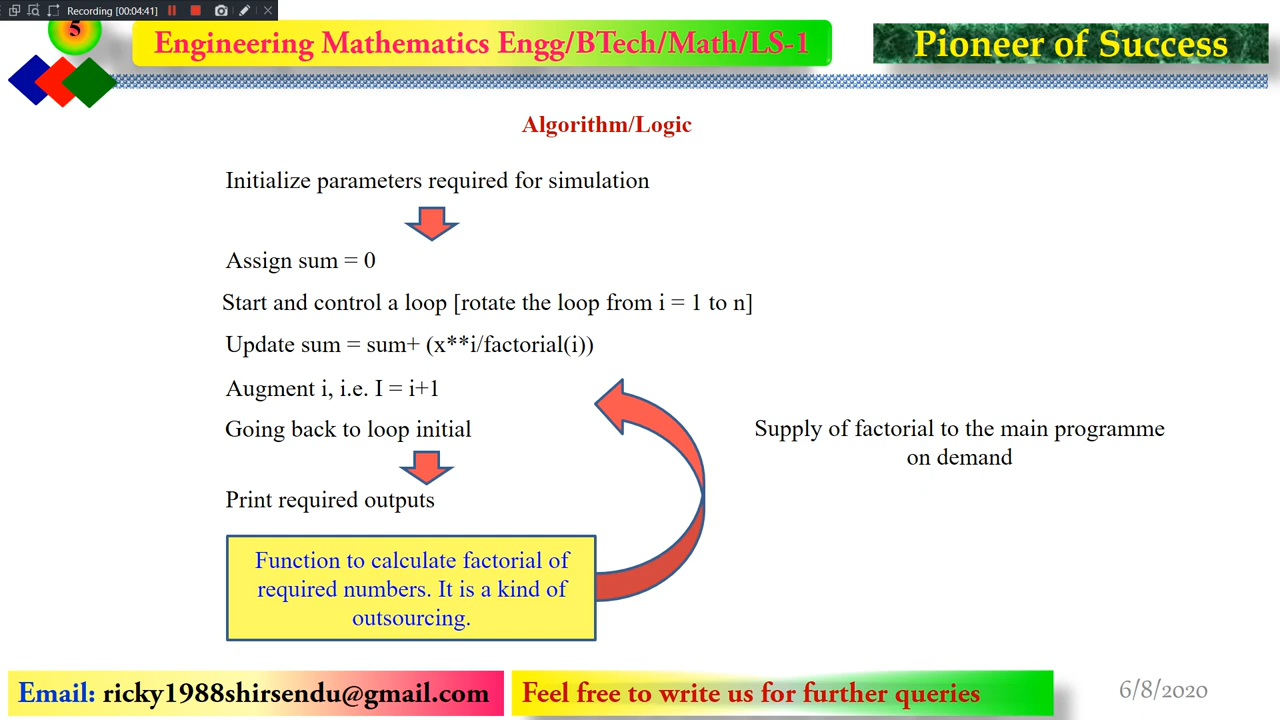 Recording [00:04:41]
5
Engineering Mathematics Engg/BTech/Math/LS-1
Pioneer of Success
Algorithm/Logic
Initialize parameters required for simulation
Assign sum = 0
Start and control a loop [rotate the loop from i = 1 to n]
Update sum = sum+ (x**i/factorial(i))
Augment i, i.e. I = i+1
Going back to loop initial
Supply of factorial to the main programme
on demand
Print required outputs
Function to calculate factorial of
required numbers. It is a kind of
outsourcing.
Email: ricky1988shirsendu@gmail.com
Feel free to write us for further queries
6/8/2020